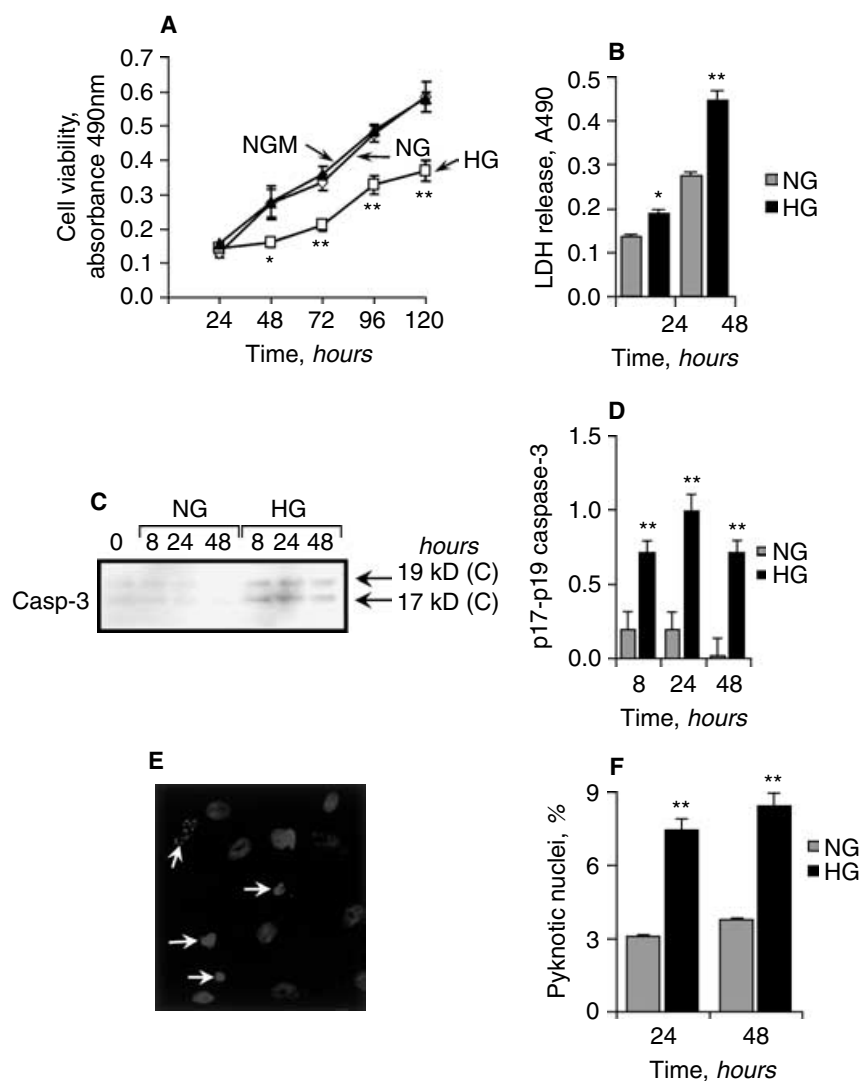 A
Cell viability,
absorbance 490nm
0.7
0.6
0.5
0.4
0.3
0.2
0.1
0.0
NGM
NG
HG
*
**
**
**
24 48 72 96 120
Time, hours
B
LDH release, A490
0.5
0.4
0.3
0.2
0.1
0.0
*
**
NG
HG
24 48
Time, hours
C
NG HG
0 8 24 48 8 24 48 hours
Casp-3
19 kD (C)
17 kD (C)
D
p17-p19 caspase-3
1.5
1.0
0.5
0.0
**
**
**
NG
HG
8 24 48
Time, hours
E
F
Pyknotic nuclei, %
9
6
3
0
**
**
NG
HG
24 48
Time, hours